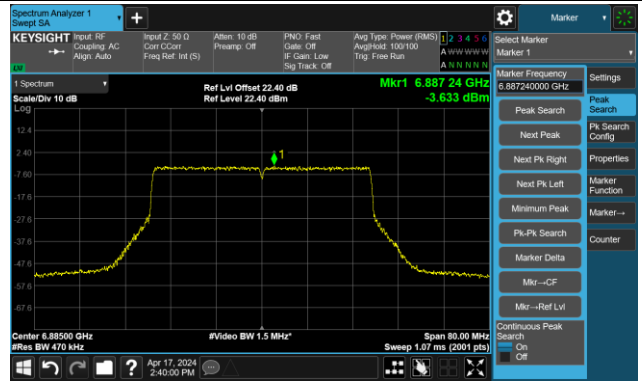 Spectrum Analyzer 1
Swept SA
Marker
KEYSIGHT
Input: RF
Coupling: AC
Align: Auto
Input Z: 50 Ω
Corr CCorr
Freq Ref: Int (S)
Atten: 10 dB
Preamp: Off
PNO: Fast
Gate: Off
IF Gain: Low
Sig Track: Off
Avg Type: Power (RMS)
Avg|Hold: 100/100
Trig: Free Run
1 2 3 4 5 6
A W W W W W
A N N N N N
Select Marker
Marker 1
1 Spectrum
Scale/Div 10 dB
Log
Ref Lvl Offset 22.40 dB
Ref Level 22.40 dBm
Mkr1 6.887 24 GHz
-3.633 dBm
12.4
2.40
-7.60
-17.6
-27.6
-37.6
-47.6
-57.6
-67.6
1
Center 6.88500 GHz
#Res BW 470 kHz
#Video BW 1.5 MHz*
Span 80.00 MHz
Sweep 1.07 ms (2001 pts)
Marker Frequency
6.887240000 GHz
Peak Search
Next Peak
Next Pk Right
Next Pk Left
Minimum Peak
Pk-Pk Search
Marker Delta
Mkr→CF
Mkr→Ref Lvl
Continuous Peak
Search
On
Off
Settings
Peak
Search
Pk Search
Config
Properties
Marker
Function
Marker→
Counter
Apr 17, 2024
2:40:00 PM